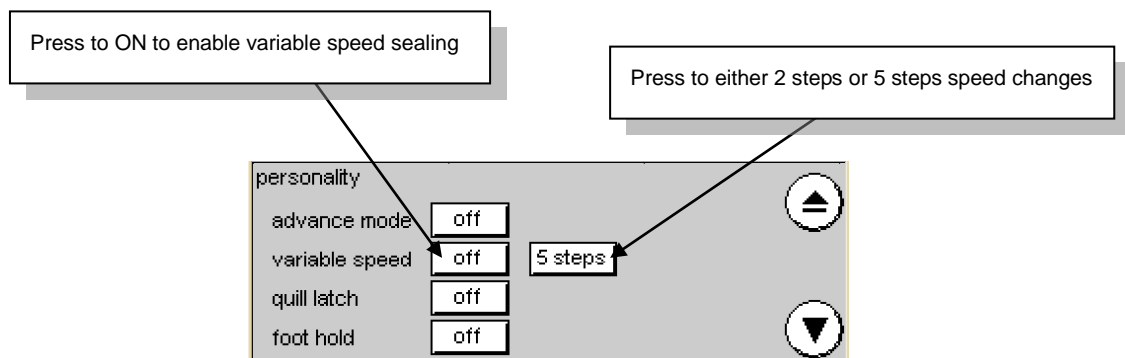 Press to ON to enable variable speed sealing
Press to either 2 steps or 5 steps speed changes
personality
advance mode off
variable speed off 5 steps
quill latch off
foot hold off